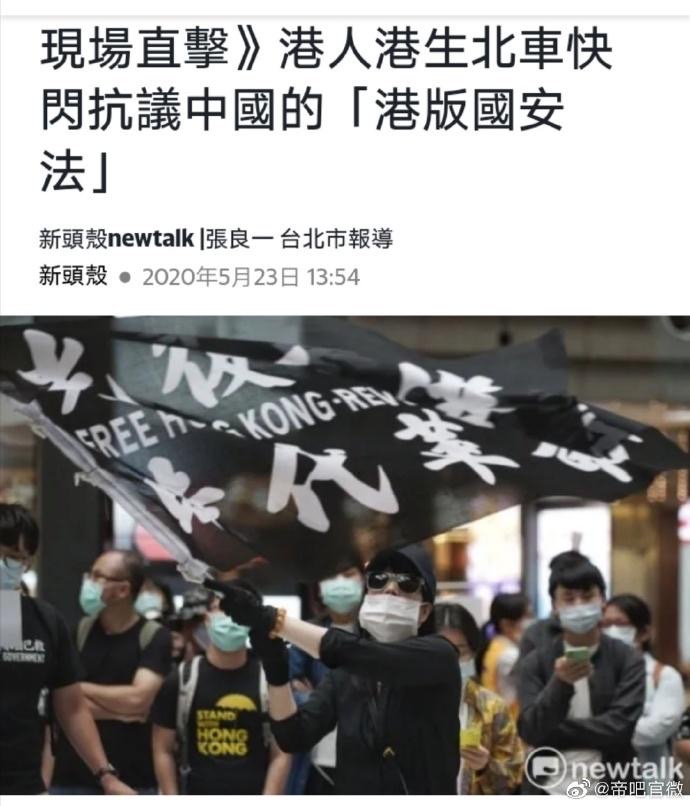 現場直擊》港人港生北車快
閃抗議中國的「港版國安
法」
新頭殼newtalk |張良一 台北市報導
新頭殼 ● 2020年5月23日 13:54
FREE
KONG-REV
代革
GOVERNMENT
STAND
WITH
HONG
KONG
newtalk
@帝吧官微